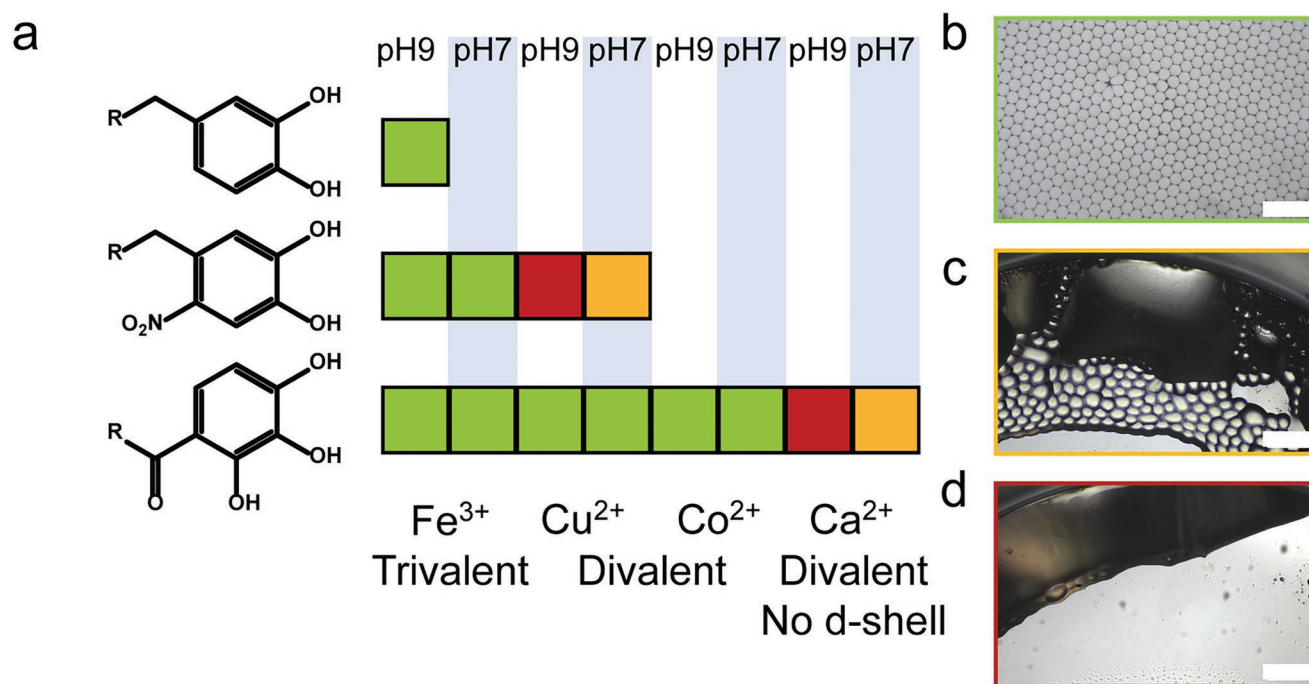 a
pH9 pH7 pH9 pH7 pH9 pH7 pH9 pH7
b
R
OH
OH
R
OH
O₂N
OH
c
OH
R
OH
O
OH
d
Fe³⁺ Cu²⁺ Co²⁺ Ca²⁺
Trivalent Divalent Divalent
No d-shell